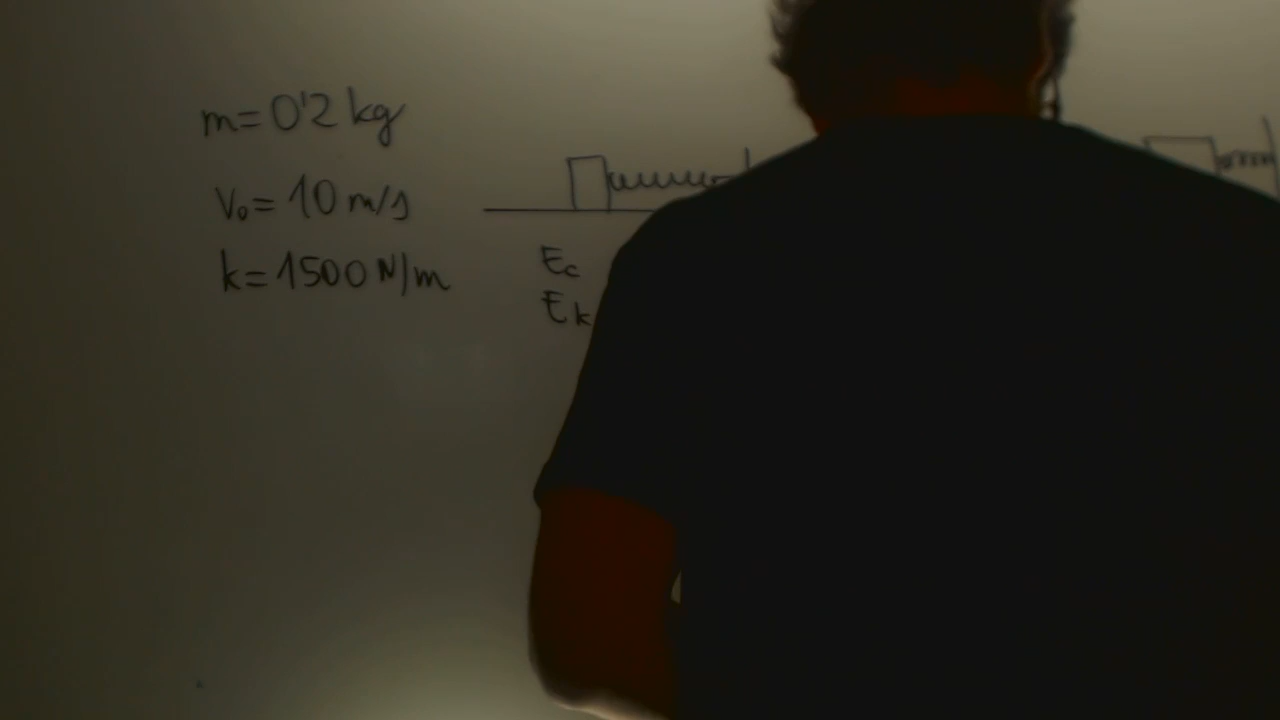 m=0'2 kg
v₀= 10 m/s
k=1500 N/m
Ec
Ek